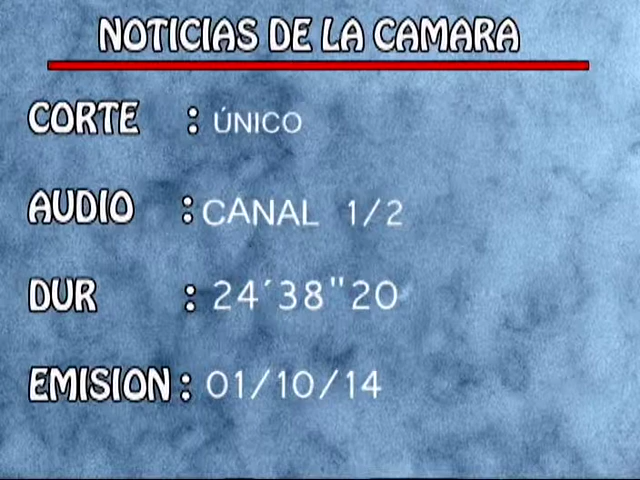 NOTICIAS DE LA CAMARA
CORTE : ÚNICO
AUDIO : CANAL 1/2
DUR : 24´38"20
EMISION : 01/10/14